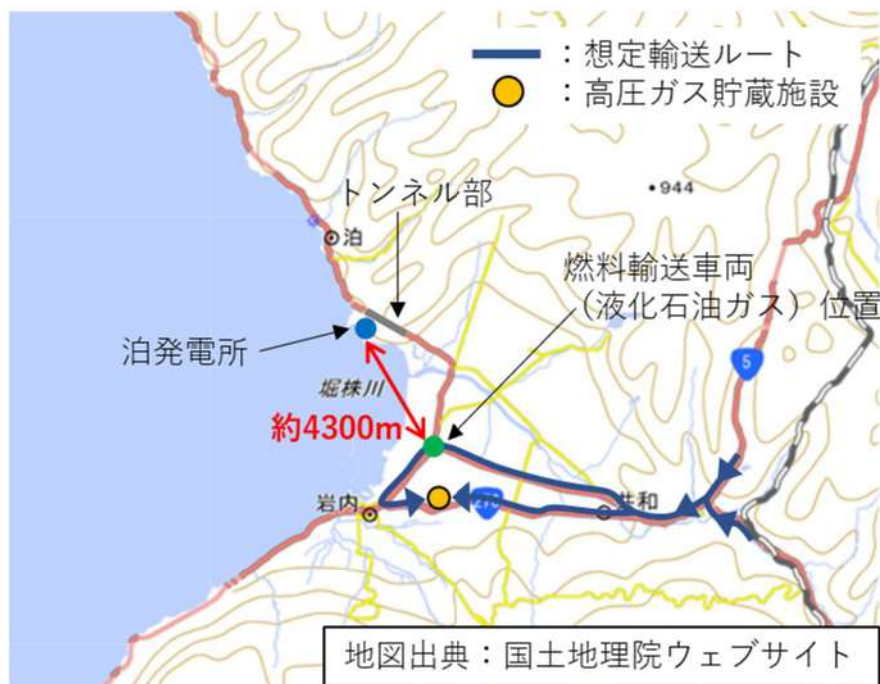 ：想定輸送ルート
：高圧ガス貯蔵施設
・944
トンネル部
泊
燃料輸送車両
（液化石油ガス）位置
泊発電所
5
堀株川
約4300m
岩内
共和
地図出典：国土地理院ウェブサイト